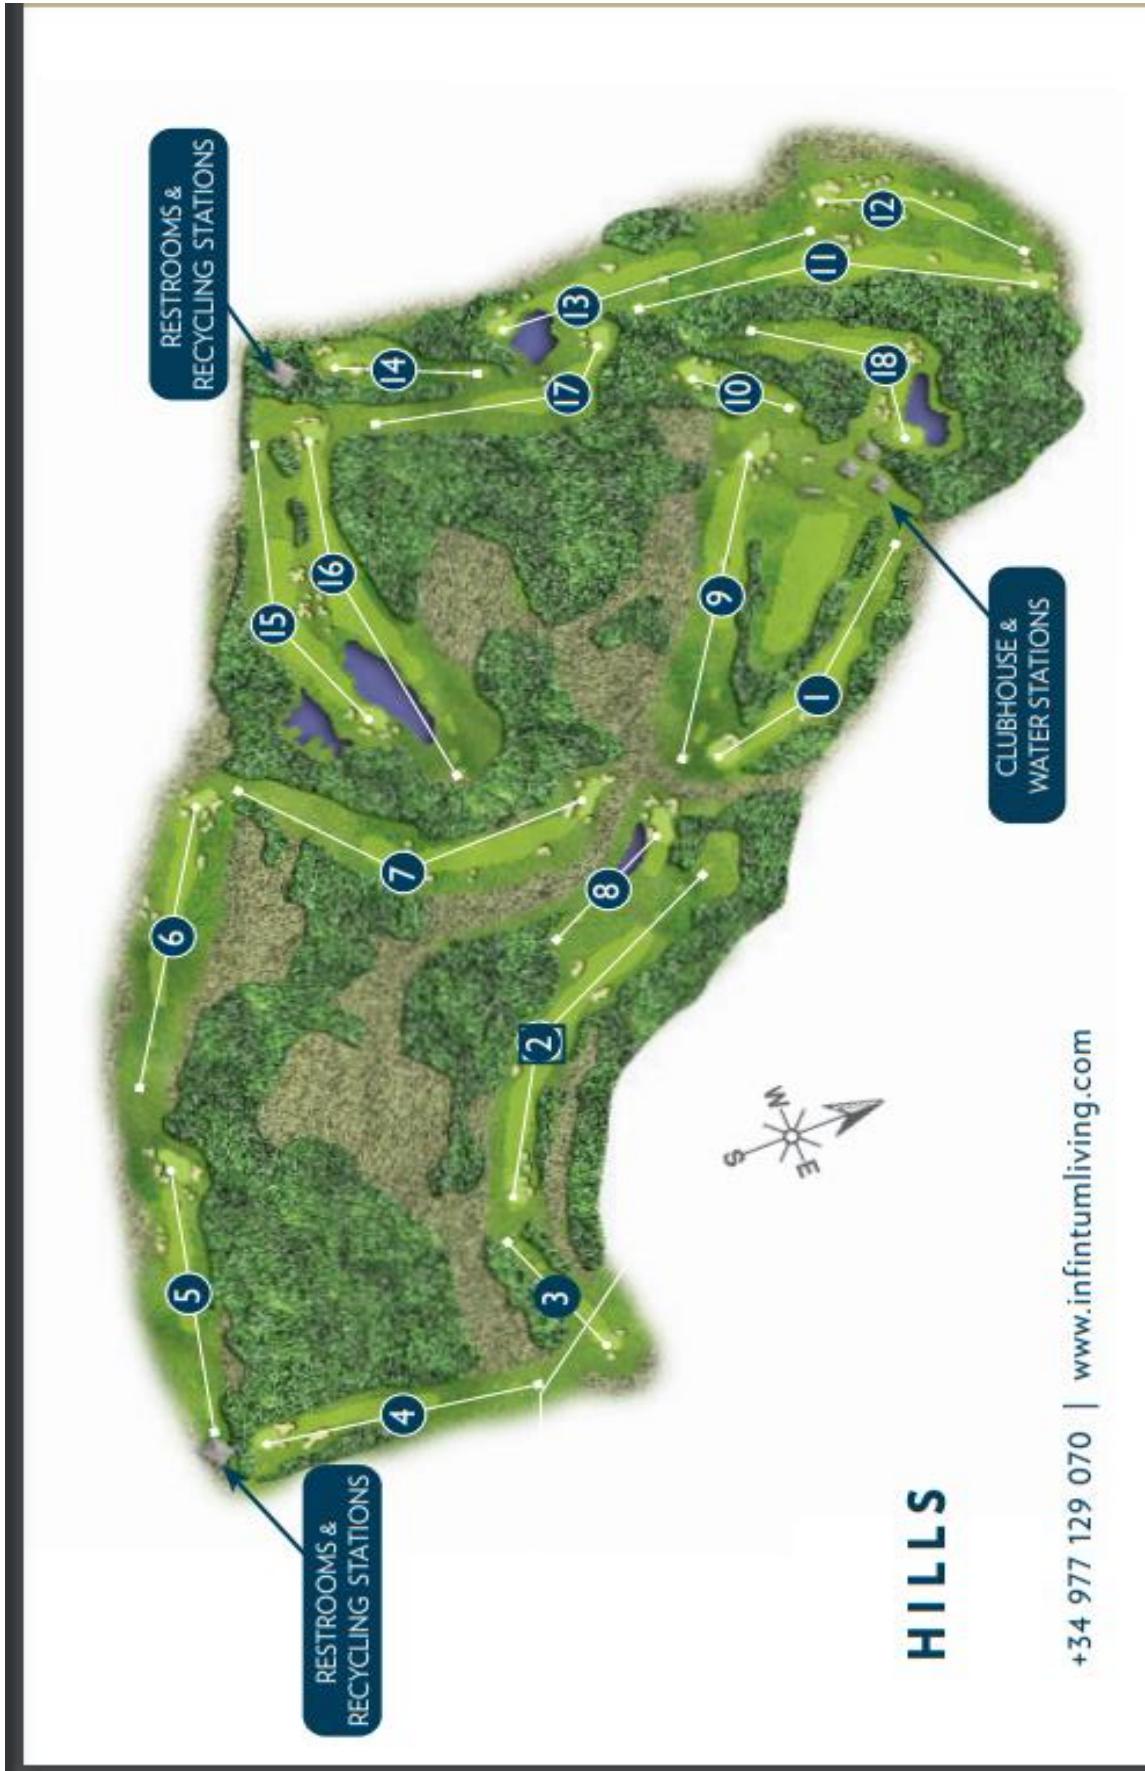 RESTROOMS &
RECYCLING STATIONS
RESTROOMS &
RECYCLING STATIONS
CLUBHOUSE &
WATER STATIONS
1
2
3
4
5
6
7
8
9
10
11
12
13
14
15
16
17
18
S
W
E
HILLS
+34 977 129 070 | www.infintumliving.com